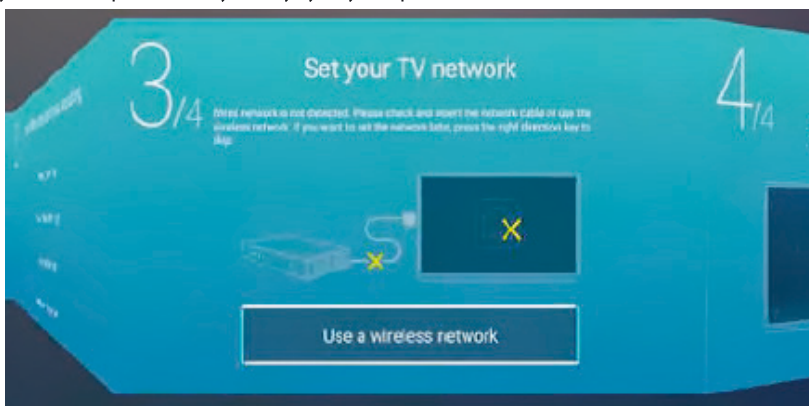 3/4
Set your TV network
Wired network is not detected. Please check and insert the network cable or use the
wireless network. If you want to set the network later, press the right direction key to
skip.
4/4
Use a wireless network